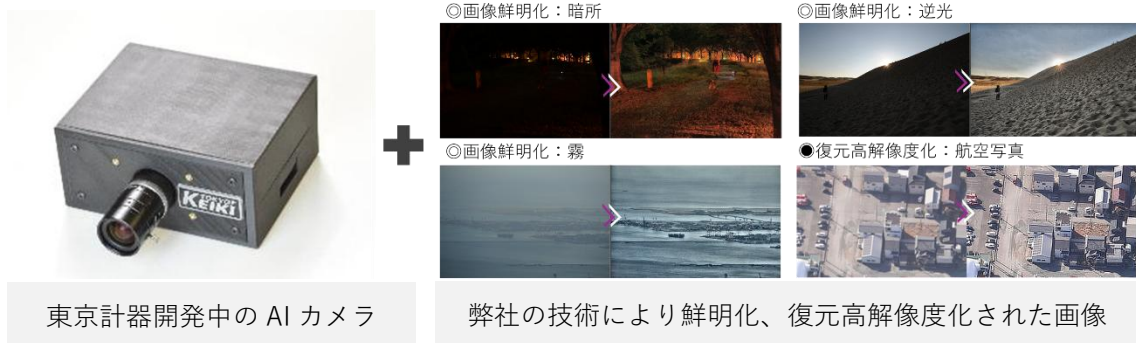 ◎画像鮮明化：暗所
◎画像鮮明化：逆光
TOKYO
KEIKI
◎画像鮮明化：霧
●復元高解像度化：航空写真
東京計器開発中の AI カメラ
弊社の技術により鮮明化、復元高解像度化された画像